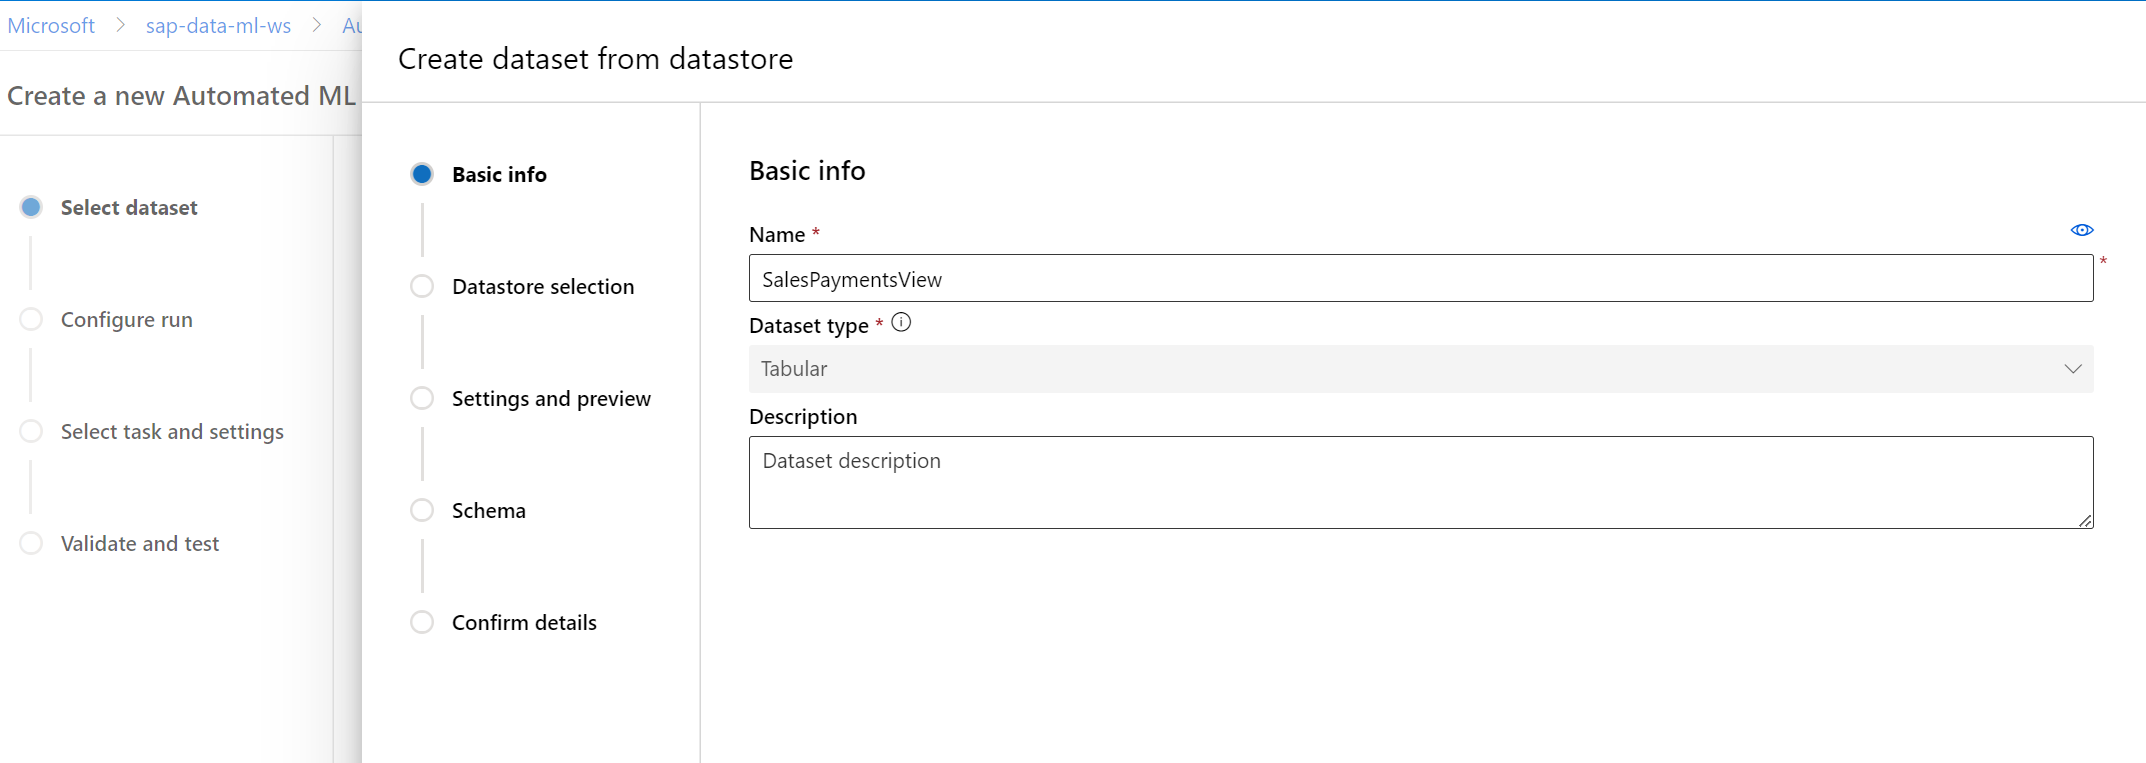 Microsoft > sap-data-ml-ws > Au
Create a new Automated ML
Select dataset
Configure run
Select task and settings
Validate and test
Create dataset from datastore
Basic info
Datastore selection
Settings and preview
Schema
Confirm details
Basic info
Name *
SalesPaymentsView
*
Dataset type *
Tabular
Description
Dataset description